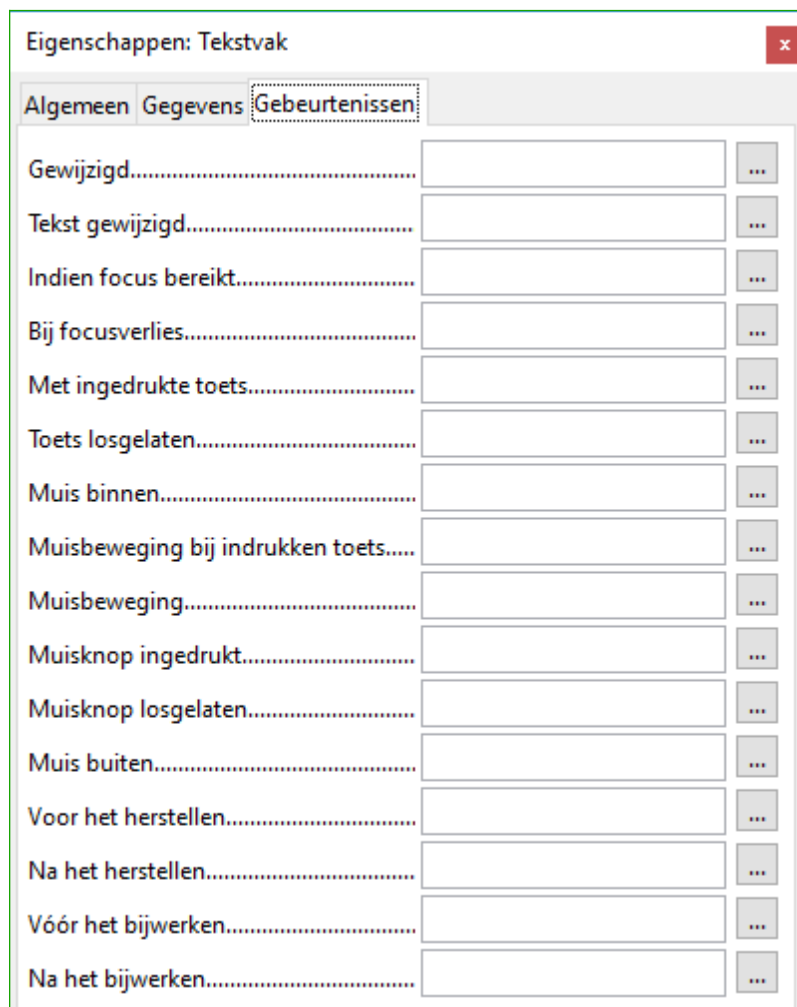 Eigenschappen: Tekstvak
x
Algemeen Gegevens Gebeurtenissen
Gewijzigd.................................................. ...
Tekst gewijzigd........................................ ...
Indien focus bereikt................................ ...
Bij focusverlies......................................... ...
Met ingedrukte toets.............................. ...
Toets losgelaten....................................... ...
Muis binnen............................................. ...
Muisbeweging bij indrukken toets..... ...
Muisbeweging......................................... ...
Muisknop ingedrukt............................... ...
Muisknop losgelaten.............................. ...
Muis buiten.............................................. ...
Voor het herstellen.................................. ...
Na het herstellen..................................... ...
Vóór het bijwerken.................................. ...
Na het bijwerken..................................... ...